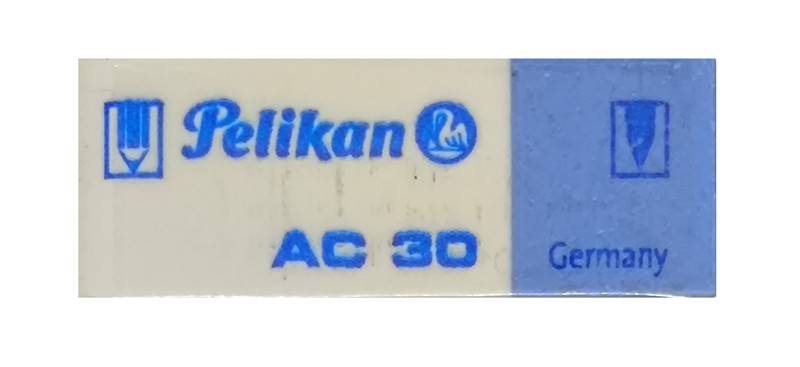 Pelikan
AC 30
Germany